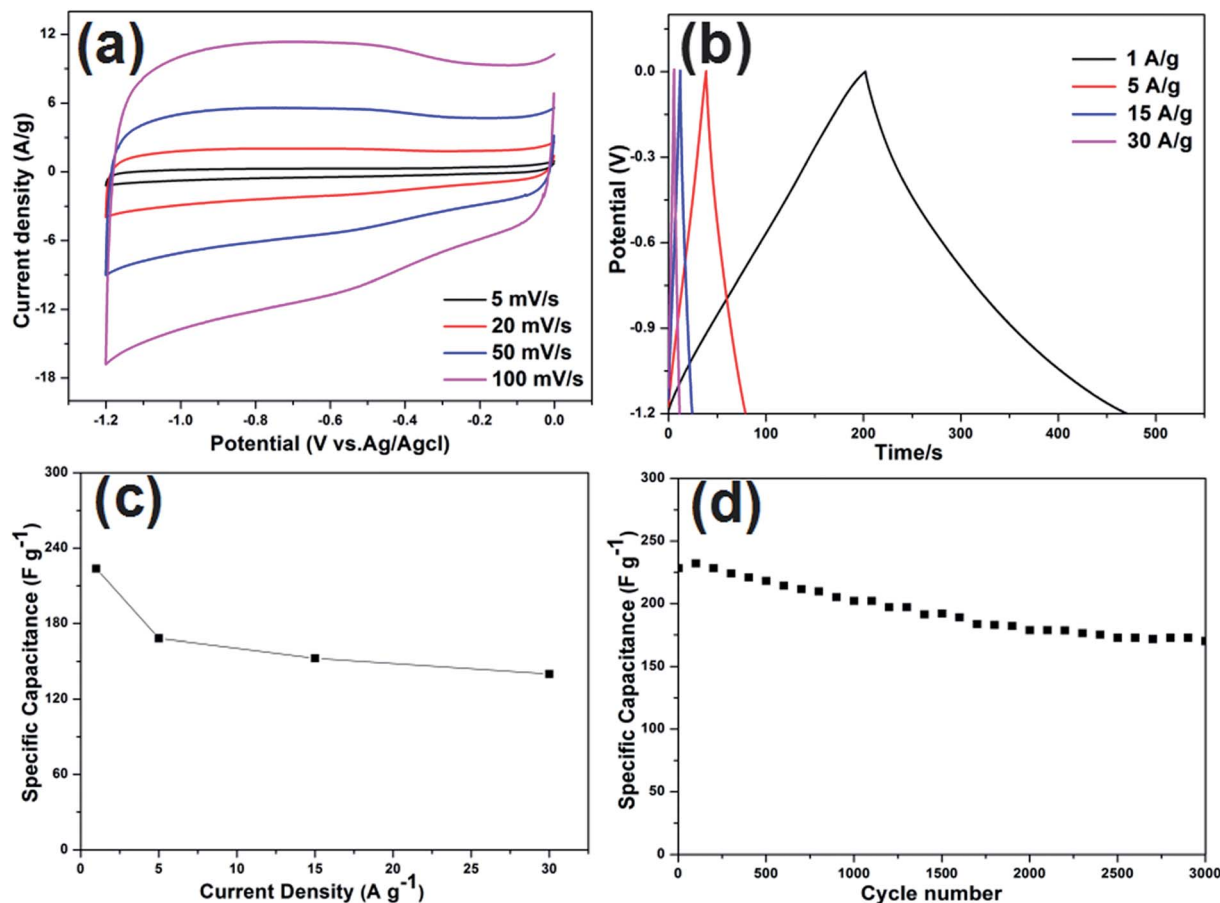 (a)
12
6
0
-6
-12
-18
Current density (A/g)
5 mV/s
20 mV/s
50 mV/s
100 mV/s
-1.2 -1.0 -0.8 -0.6 -0.4 -0.2 0.0
Potential (V vs.Ag/Agcl)
(b)
0.0
-0.3
-0.6
-0.9
-1.2
Potential (V)
1 A/g
5 A/g
15 A/g
30 A/g
0 100 200 300 400 500
Time/s
(c)
300
240
180
120
60
0
Specific Capacitance (F g-1)
0 5 10 15 20 25 30
Current Density (A g-1)
(d)
300
250
200
150
100
50
0
Specific Capacitance (F g-1)
0 500 1000 1500 2000 2500 3000
Cycle number